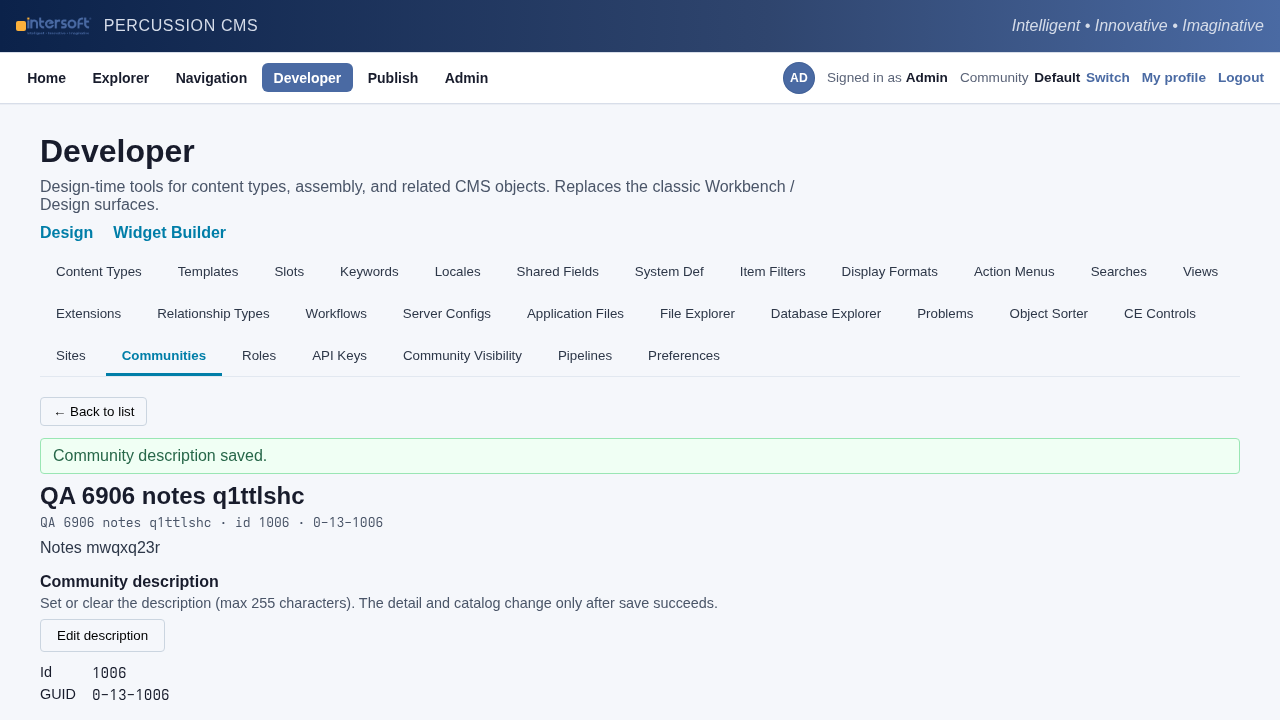 intersoft PERCUSSION CMS Intelligent • Innovative • Imaginative
Home Explorer Navigation Developer Publish Admin AD Signed in as Admin Community Default Switch My profile Logout
Developer
Design-time tools for content types, assembly, and related CMS objects. Replaces the classic Workbench /
Design surfaces.
Design Widget Builder
Content Types Templates Slots Keywords Locales Shared Fields System Def Item Filters Display Formats Action Menus Searches Views
Extensions Relationship Types Workflows Server Configs Application Files File Explorer Database Explorer Problems Object Sorter CE Controls
Sites Communities Roles API Keys Community Visibility Pipelines Preferences
← Back to list
Community description saved.
QA 6906 notes q1ttlshc
QA 6906 notes q1ttlshc · id 1006 · 0-13-1006
Notes mwqxq23r
Community description
Set or clear the description (max 255 characters). The detail and catalog change only after save succeeds.
Edit description
Id 1006
GUID 0-13-1006